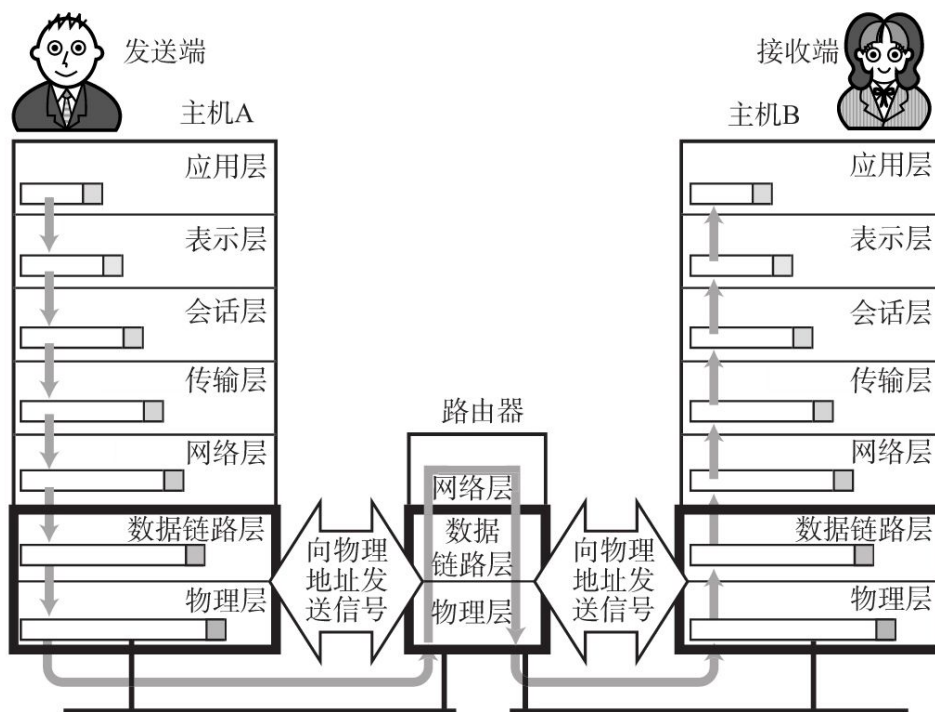 发送端
接收端
主机A
主机B
应用层
表示层
会话层
传输层
网络层
数据链路层
物理层
向物理
地址发
送信号
路由器
网络层
数据
链路层
物理层
向物理
地址发
送信号
应用层
表示层
会话层
传输层
网络层
数据链路层
物理层